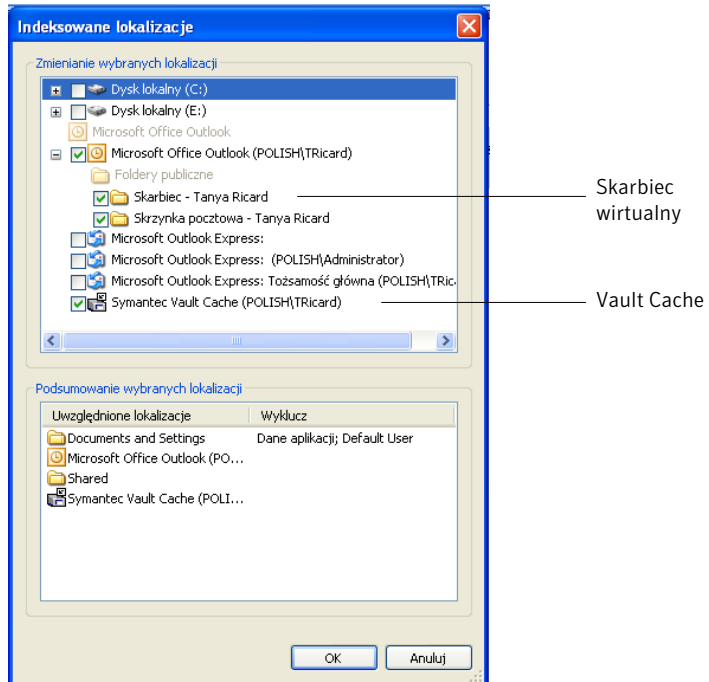 Indeksowane lokalizacje
Zmienianie wybranych lokalizacji
Dysk lokalny (C:)
Dysk lokalny (E:)
Microsoft Office Outlook
Microsoft Office Outlook (POLISH\TRicard)
Foldery publiczne
Skarbiec - Tanya Ricard
Skrzynka pocztowa - Tanya Ricard
Microsoft Outlook Express:
Microsoft Outlook Express: (POLISH\Administrator)
Microsoft Outlook Express: Tożsamość główna (POLISH\TRic
Symantec Vault Cache (POLISH\TRicard)
Skarbiec
wirtualny
Vault Cache
Podsumowanie wybranych lokalizacji
Uwzględnione lokalizacje Wyklucz
Documents and Settings Dane aplikacji; Default User
Microsoft Office Outlook (PO...
Shared
Symantec Vault Cache (POLI...
OK Anuluj